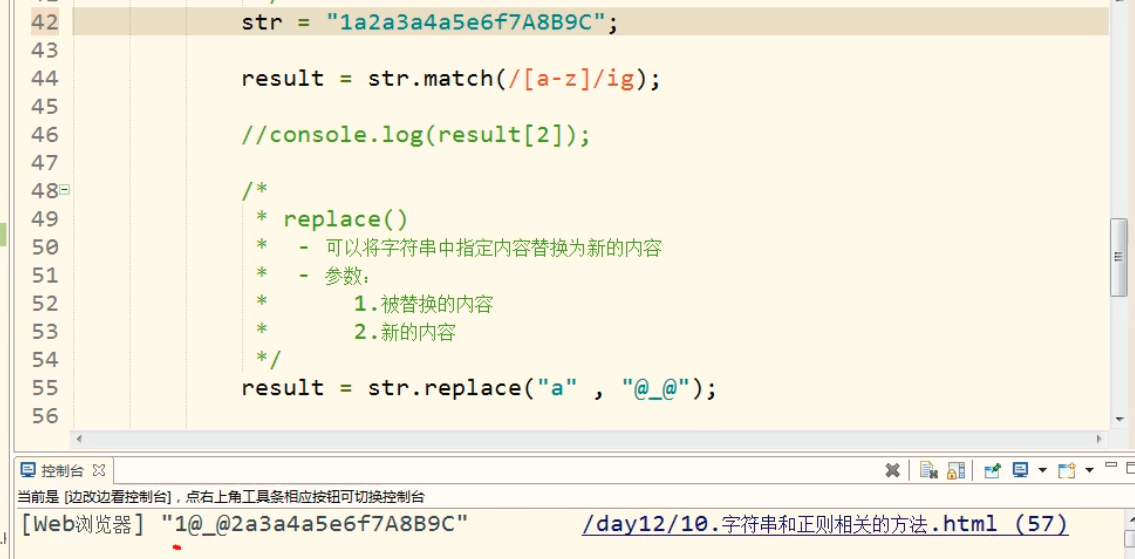 42 str = "1a2a3a4a5e6f7A8B9C";
43
44 result = str.match(/[a-z]/ig);
45
46 //console.log(result[2]);
47
48 /*
49 * replace()
50 * - 可以将字符串中指定内容替换为新的内容
51 * - 参数:
52 * 1.被替换的内容
53 * 2.新的内容
54 */
55 result = str.replace("a" , "@_@");
56
控制台
当前是 [边改边看控制台]，点右上角工具条相应按钮可切换控制台
[Web浏览器] "1@_@2a3a4a5e6f7A8B9C" /day12/10.字符串和正则相关的方法.html (57)